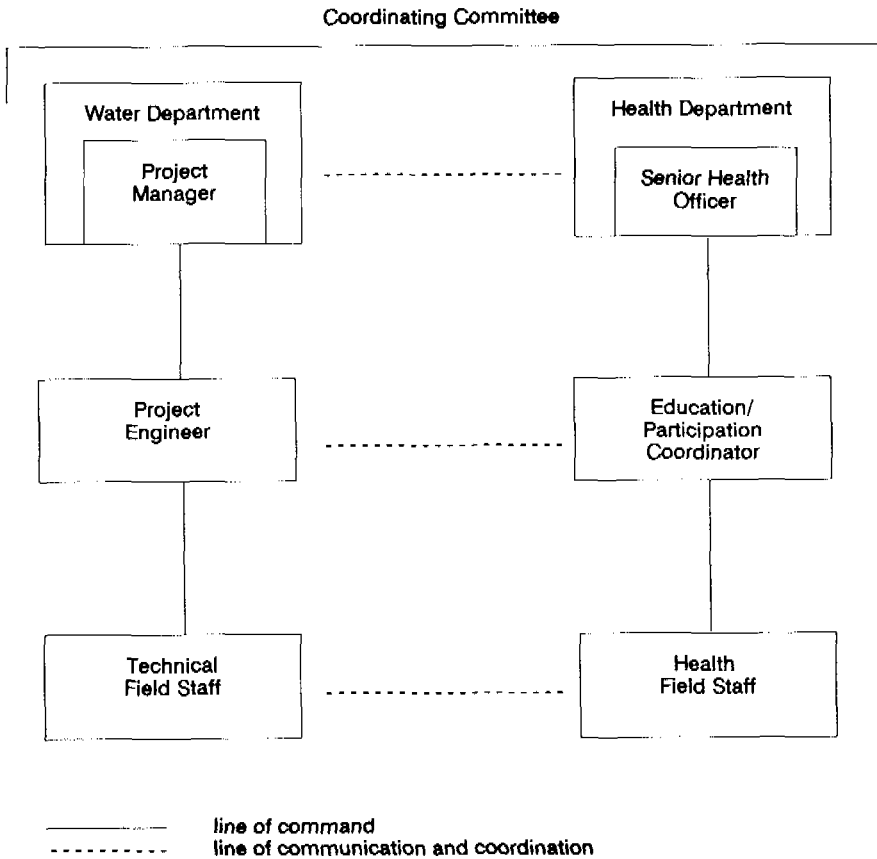 Coordinating Committee
Water Department
Project
Manager
Health Department
Senior Health
Officer
Project
Engineer
Education/
Participation
Coordinator
Technical
Field Staff
Health
Field Staff
line of command
line of communication and coordination